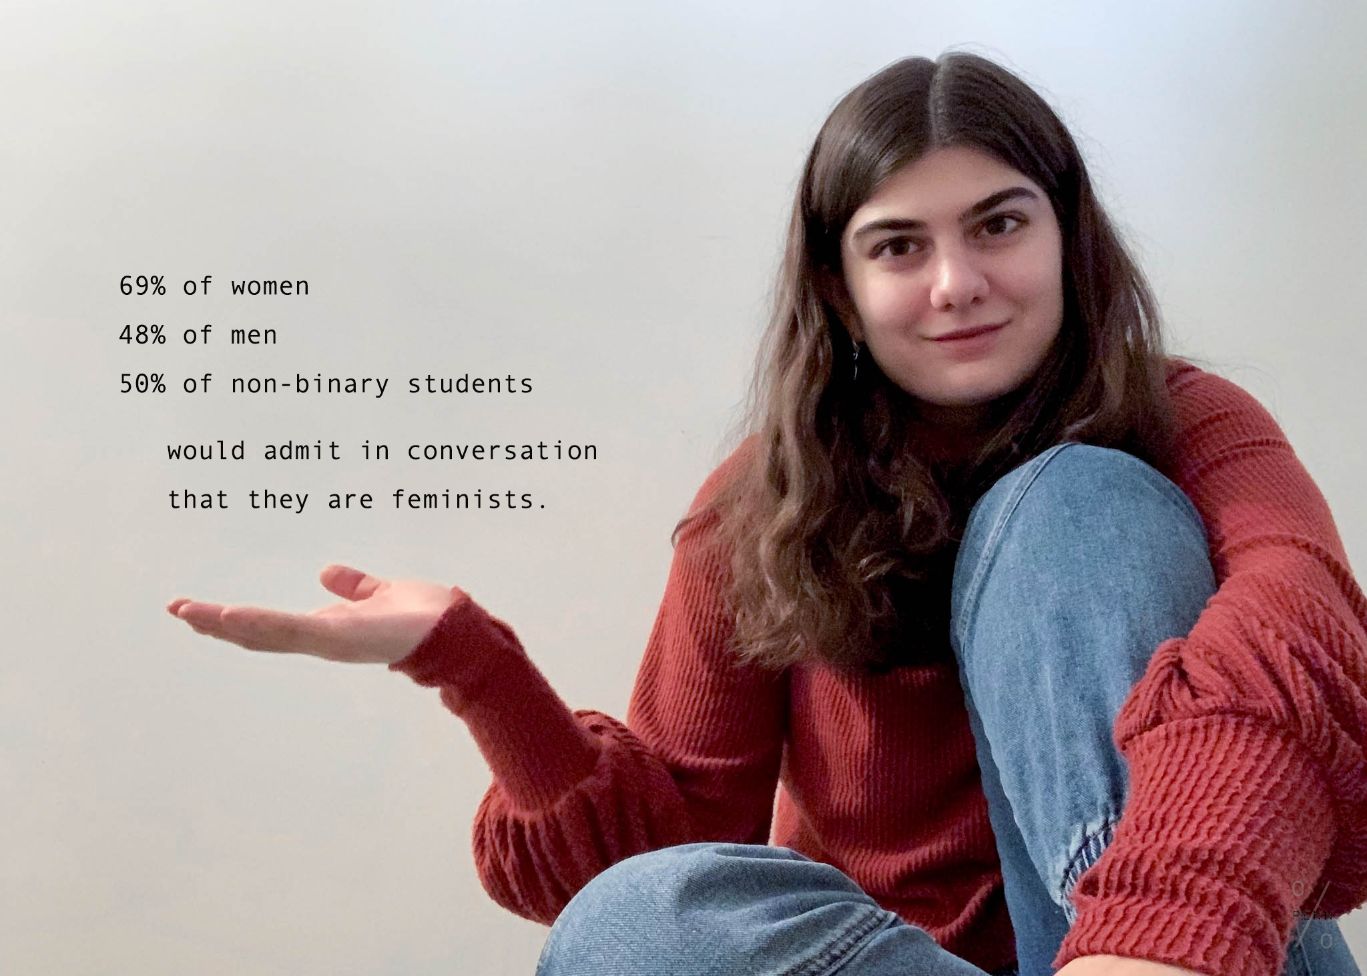 69% of women
48% of men
50% of non-binary students
would admit in conversation
that they are feminists.